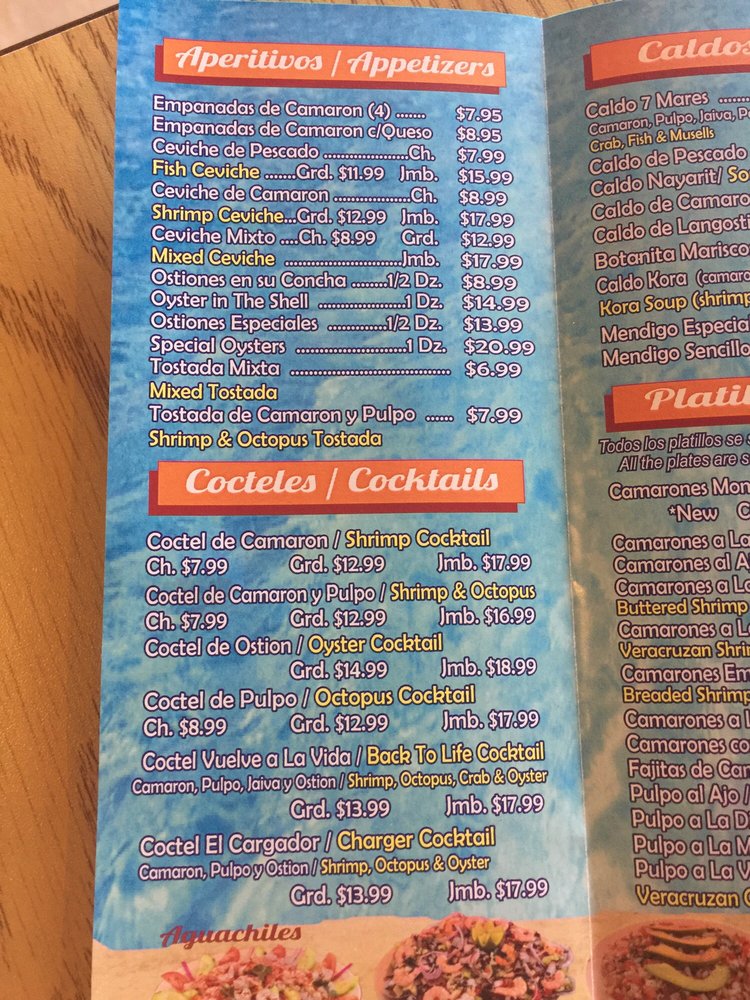 Aperitivos / Appetizers
Empanadas de Camaron (4) ....... $7.95
Empanadas de Camaron c/Queso $8.95
Ceviche de Pescado .....................Ch. $7.99
Fish Ceviche ........Grd. $11.99 Jmb. $15.99
Ceviche de Camaron ...................Ch. $8.99
Shrimp Ceviche...Grd. $12.99 Jmb. $17.99
Ceviche Mixto ....Ch. $8.99 Grd. $12.99
Mixed Ceviche .............................Jmb. $17.99
Ostiones en su Concha .........1/2 Dz. $8.99
Oyster in The Shell .....................1 Dz. $14.99
Ostiones Especiales ..............1/2 Dz. $13.99
Special Oysters ...........................1 Dz. $20.99
Tostada Mixta ....................................... $6.99
Mixed Tostada
Tostada de Camaron y Pulpo ...... $7.99
Shrimp & Octopus Tostada
Cocteles / Cocktails
Coctel de Camaron / Shrimp Cocktail
Ch. $7.99 Grd. $12.99 Jmb. $17.99
Coctel de Camaron y Pulpo / Shrimp & Octopus
Ch. $7.99 Grd. $12.99 Jmb. $16.99
Coctel de Ostion / Oyster Cocktail
Grd. $14.99 Jmb. $18.99
Coctel de Pulpo / Octopus Cocktail
Ch. $8.99 Grd. $12.99 Jmb. $17.99
Coctel Vuelve a La Vida / Back To Life Cocktail
Camaron, Pulpo, Jaiva y Ostion / Shrimp, Octopus, Crab & Oyster
Grd. $13.99 Jmb. $17.99
Coctel El Cargador / Charger Cocktail
Camaron, Pulpo y Ostion / Shrimp, Octopus & Oyster
Grd. $13.99 Jmb. $17.99
Aguachiles
Caldos
Caldo 7 Mares ........
Camaron, Pulpo, Jaiva,
Crab, Fish & Musells
Caldo de Pescado
Caldo Nayarit/
Caldo de
Caldo de
Botanita
Caldo Kora
Kora Soup
Mendigo
Mendigo Sencillo
Todos los platillos se
All the plates are
Camarones
*New
Camarones a
Camarones al
Camarones a
Buttered Shrimp
Camarones a
Veracruzan
Camarones
Breaded Shrimp
Camarones a
Camarones
Fajitas de
Pulpo al Ajo /
Pulpo a La
Pulpo a La
Pulpo a La
Veracruzan